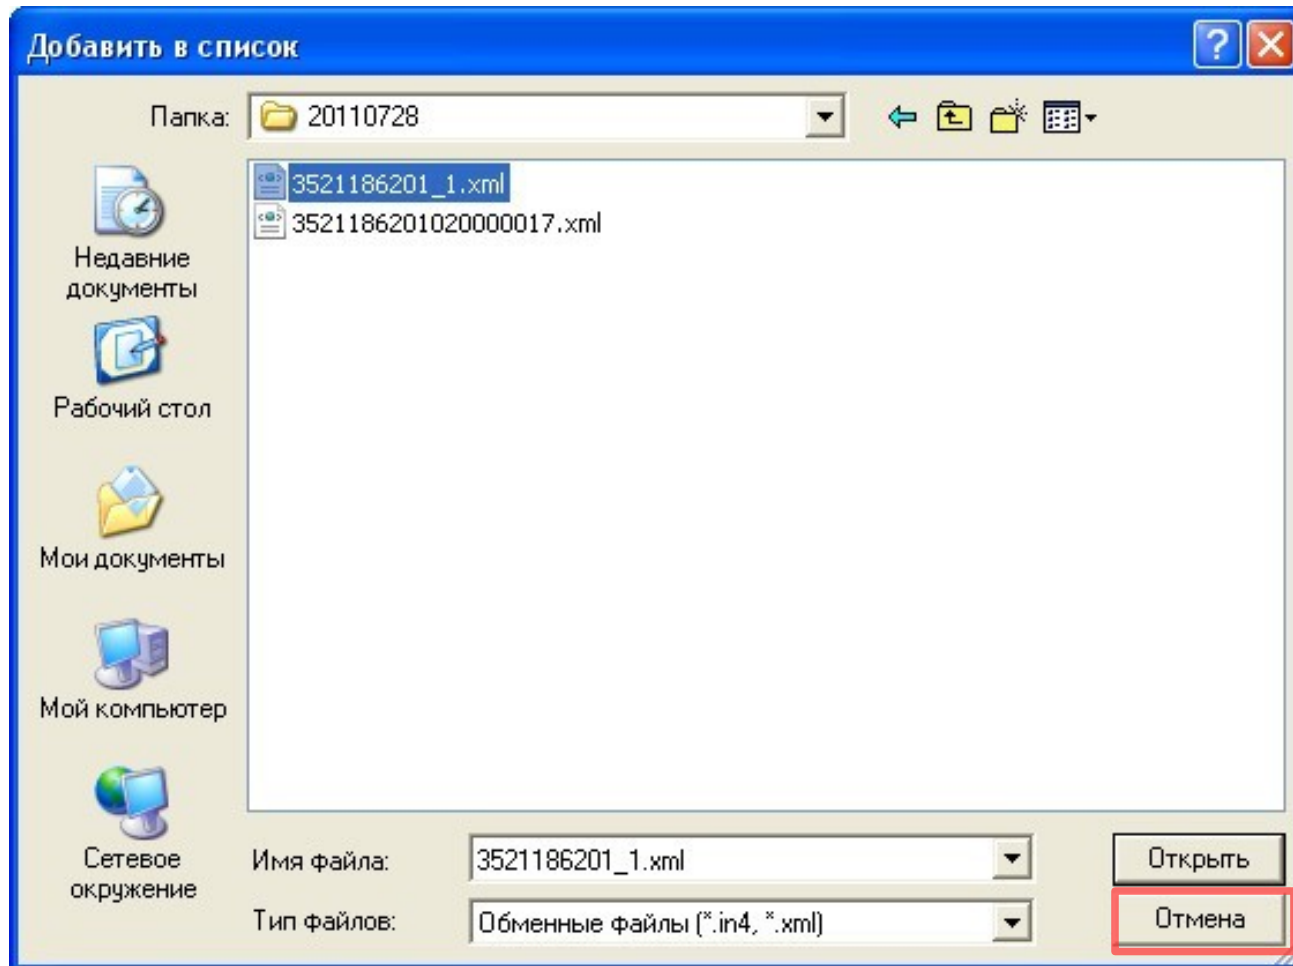 Добавить в список
Папка:
20110728
3521186201_1.xml
3521186201020000017.xml
Недавние
документы
Рабочий стол
Мои документы
Мой компьютер
Сетевое
окружение
Имя файла:
3521186201_1.xml
Открыть
Тип файлов:
Обменные файлы (*.in4, *.xml)
Отмена